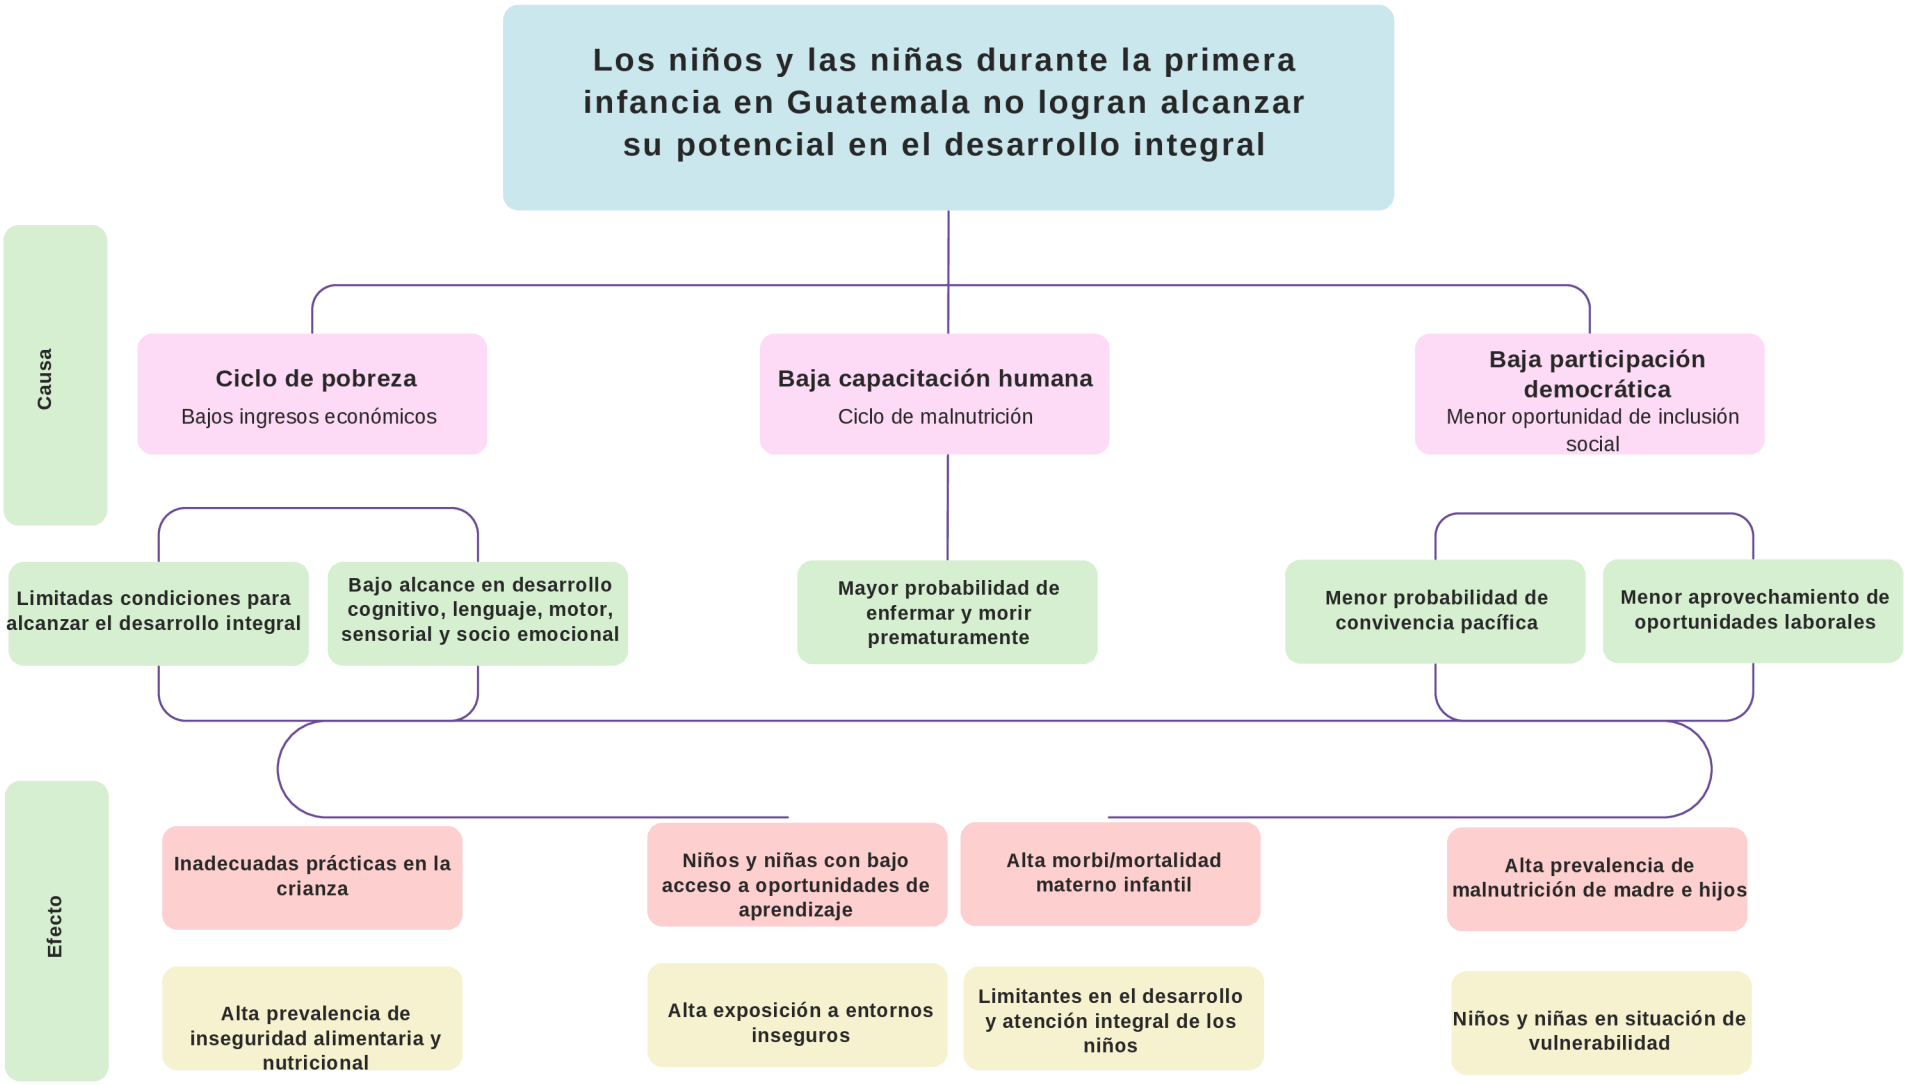 Los niños y las niñas durante la primera
infancia en Guatemala no logran alcanzar
su potencial en el desarrollo integral
Causa
Ciclo de pobreza
Bajos ingresos económicos
Baja capacitación humana
Ciclo de malnutrición
Baja participación
democrática
Menor oportunidad de inclusión
social
Limitadas condiciones para
alcanzar el desarrollo integral
Bajo alcance en desarrollo
cognitivo, lenguaje, motor,
sensorial y socio emocional
Mayor probabilidad de
enfermar y morir
prematuramente
Menor probabilidad de
convivencia pacífica
Menor aprovechamiento de
oportunidades laborales
Efecto
Inadecuadas prácticas en la
crianza
Niños y niñas con bajo
acceso a oportunidades de
aprendizaje
Alta morbi/mortalidad
materno infantil
Alta prevalencia de
malnutrición de madre e hijos
Alta prevalencia de
inseguridad alimentaria y
nutricional
Alta exposición a entornos
inseguros
Limitantes en el desarrollo
y atención integral de los
niños
Niños y niñas en situación de
vulnerabilidad